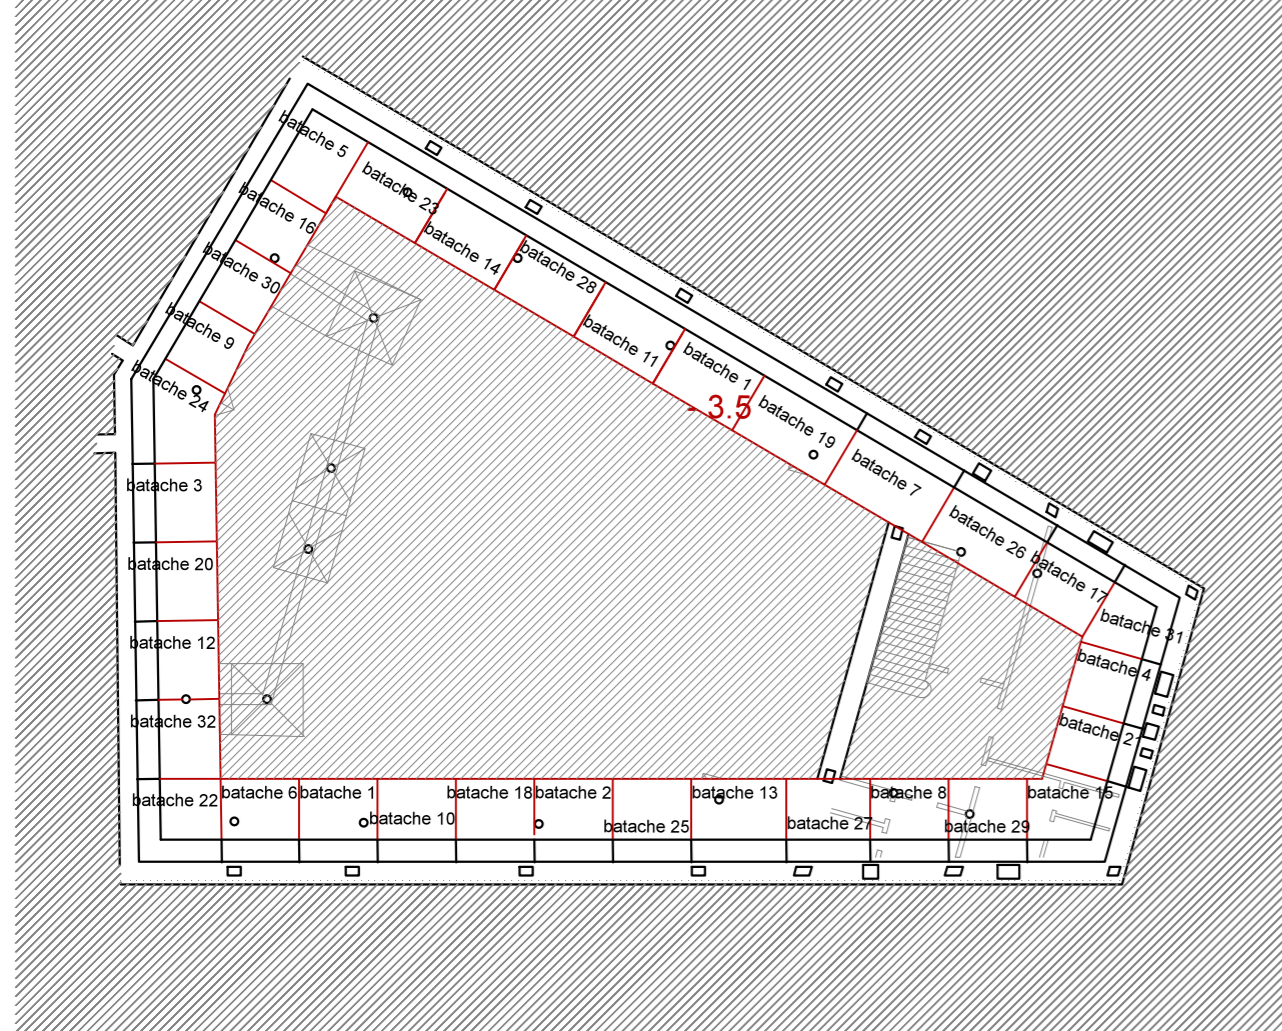 batache 5
batache 23
batache 16
batache 14
batache 28
batache 30
batache 9
batache 11
batache 1
batache 24
- 3.5
batache 19
batache 7
batache 3
batache 26
batache 20
batache 17
batache 31
batache 12
batache 4
batache 32
batache 2
batache 22
batache 6
batache 1
batache 10
batache 18
batache 2
batache 25
batache 13
batache 27
batache 8
batache 29
batache 15